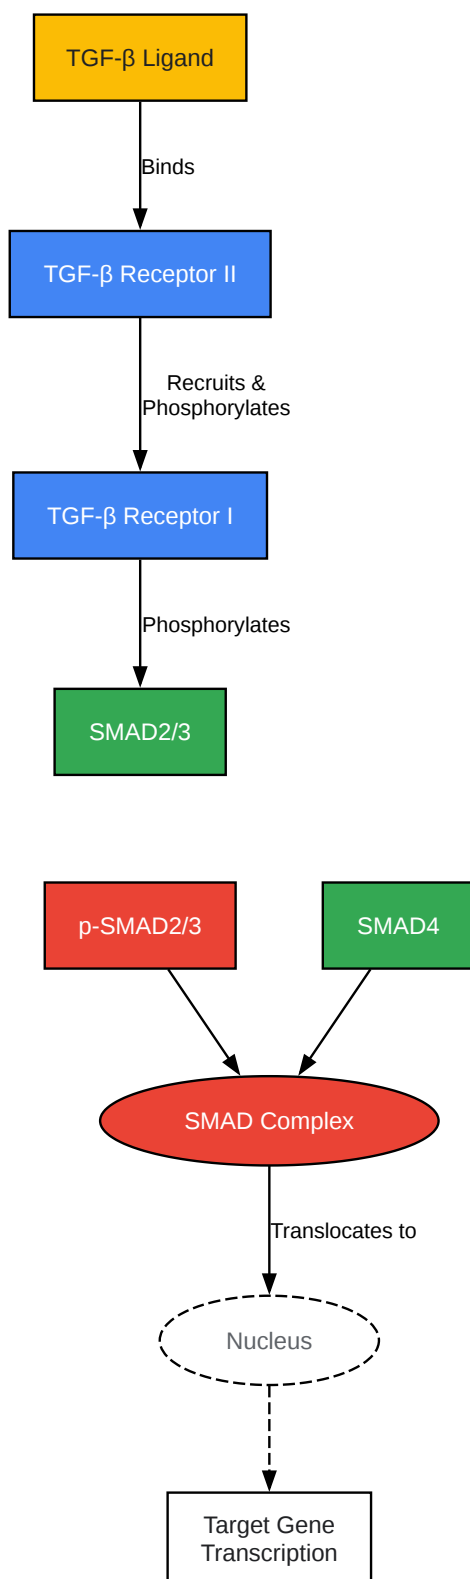 TGF-β Ligand
Binds
TGF-β Receptor II
Recruits &
Phosphorylates
TGF-β Receptor I
Phosphorylates
SMAD2/3
p-SMAD2/3
SMAD4
SMAD Complex
Translocates to
Nucleus
Target Gene
Transcription